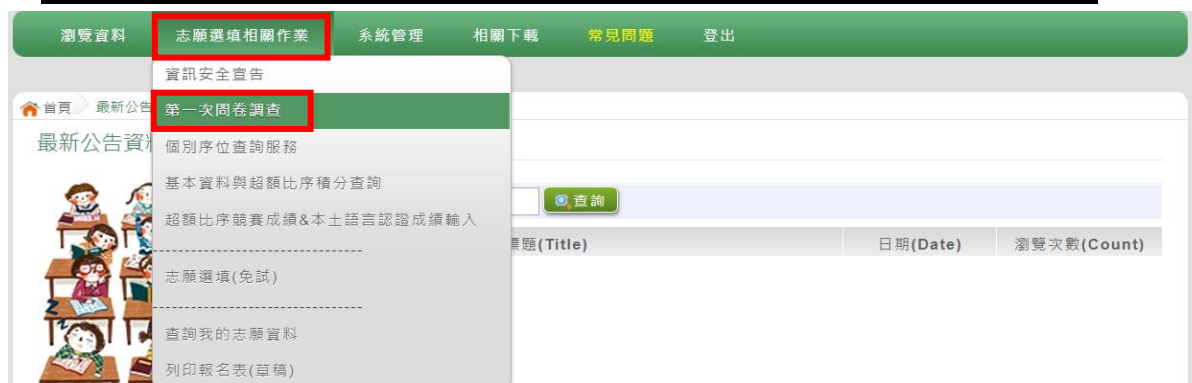 瀏覽資料 志願選填相關作業 系統管理 相關下載 常見問題 登出
資訊安全宣告
首頁 最新公告
第一次問卷調查
最新公告資
個別序位查詢服務
基本資料與超額比序積分查詢
查詢
超額比序競賽成績&本土語言認證成績輸入
標題(Title) 日期(Date) 瀏覽次數(Count)
------------------------------
志願選填(免試)
------------------------------
查詢我的志願資料
列印報名表(草稿)